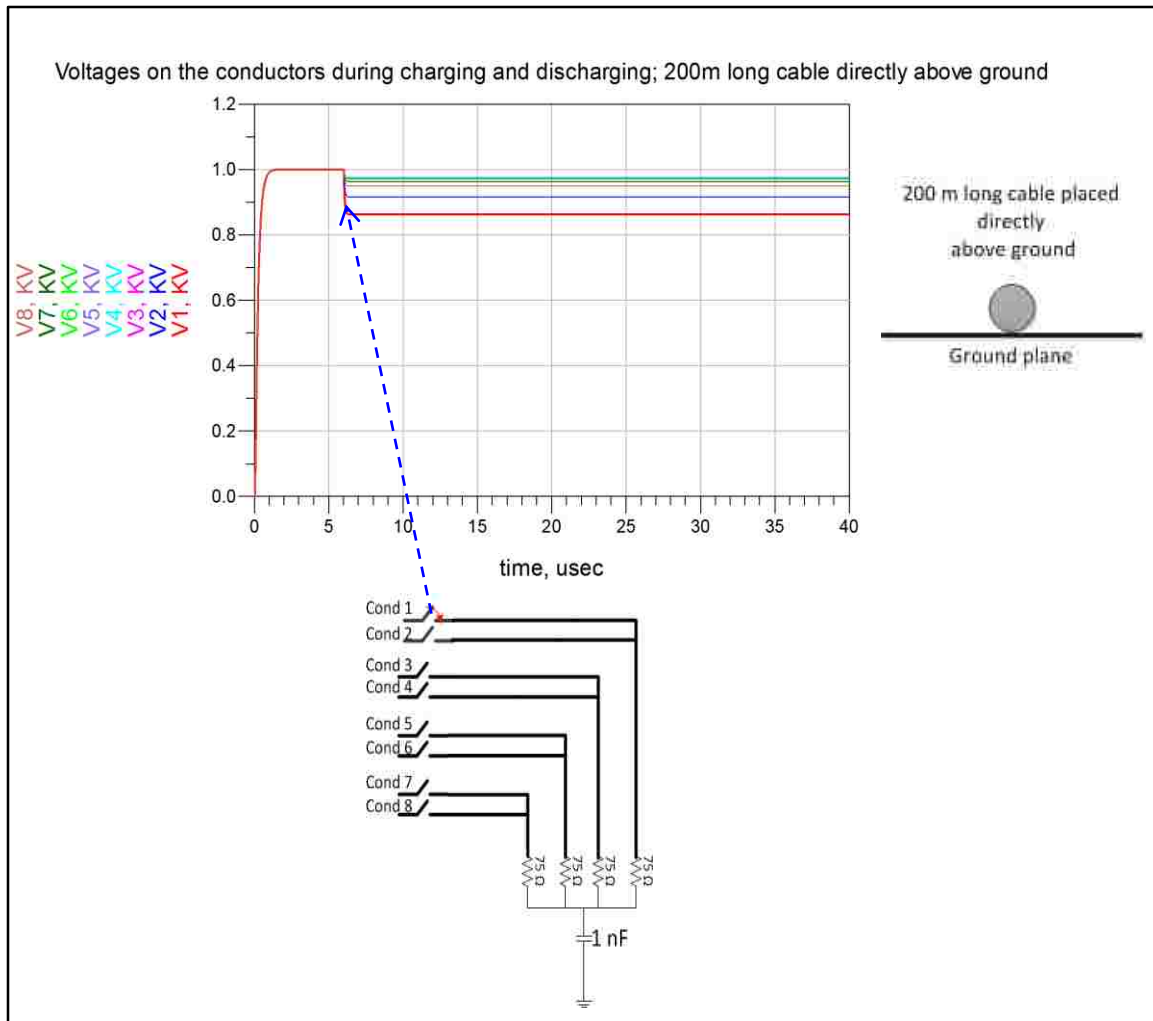 Voltages on the conductors during charging and discharging; 200m long cable directly above ground
1.2
1.0
0.8
0.6
0.4
0.2
0.0
0
5
10
15
20
25
30
35
40
time, usec
V8, KV
V7, KV
V6, KV
V5, KV
V4, KV
V3, KV
V2, KV
V1, KV
200 m long cable placed
directly
above ground
Ground plane
Cond 1
Cond 2
Cond 3
Cond 4
Cond 5
Cond 6
Cond 7
Cond 8
75 Ω
75 Ω
75 Ω
75 Ω
1 nF